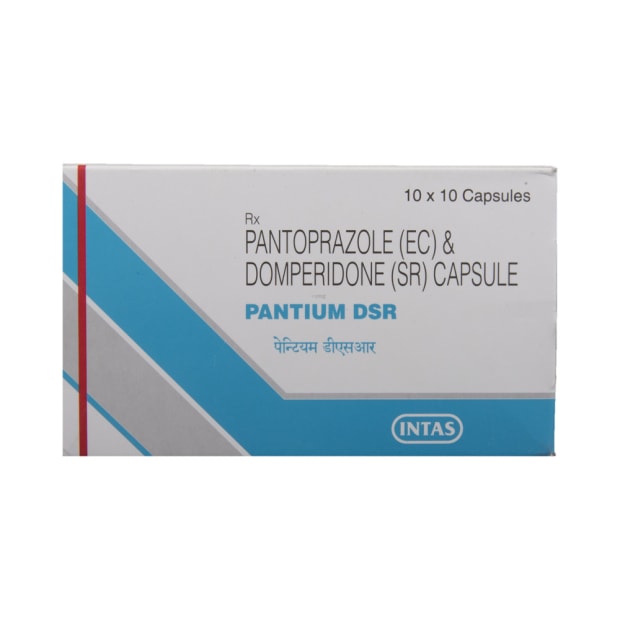 10 x 10 Capsules
Rx
PANTOPRAZOLE (EC) &
DOMPERIDONE (SR) CAPSULE
PANTIUM DSR
पेन्टियम डीएसआर
INTAS